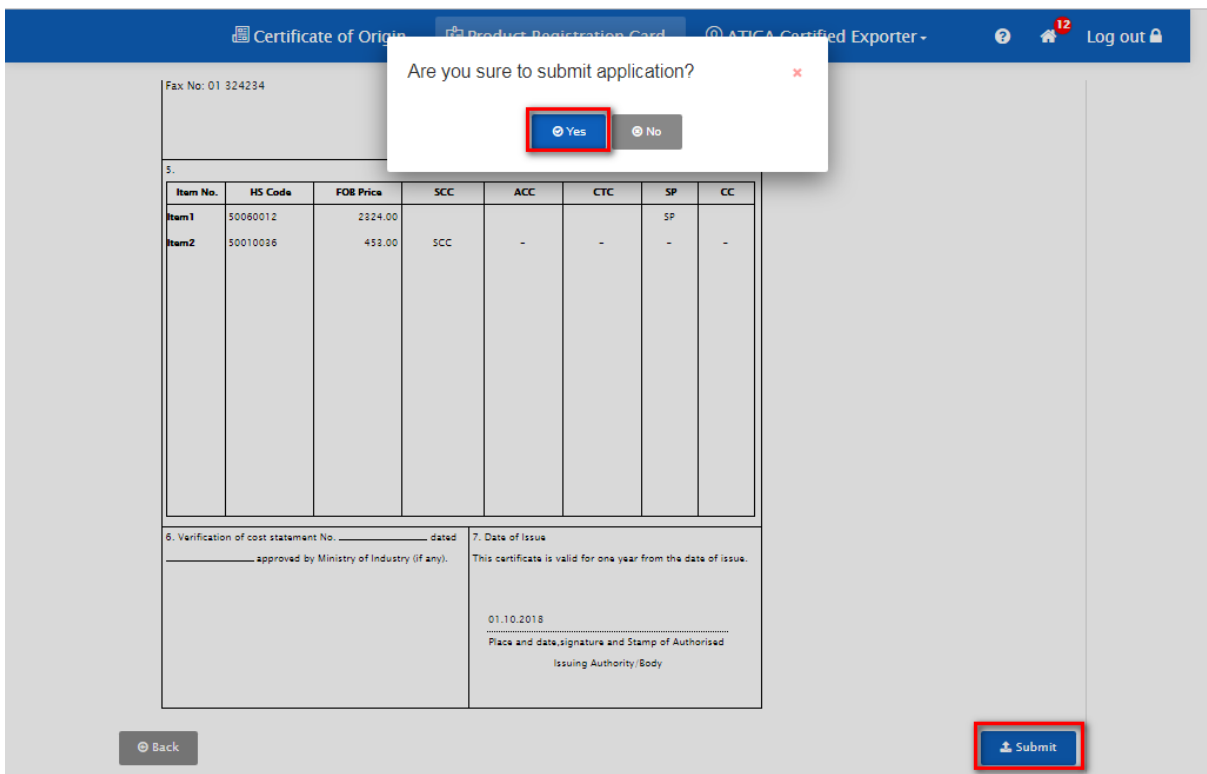 Certificate of Origin Product Registration Card ATIGA Certified Exporter 12 Log out
Are you sure to submit application? ×
Yes No
Fax No: 01 324234
5.
Item No. HS Code FOB Price SCC ACC CTC SP CC
Item1 50060012 2324.00 SP
Item2 50010036 453.00 SCC - - - -
6. Verification of cost statement No. dated
approved by Ministry of Industry (if any).
7. Date of Issue
This certificate is valid for one year from the date of issue.
01.10.2018
Place and date,signature and Stamp of Authorised
Issuing Authority/Body
Back Submit